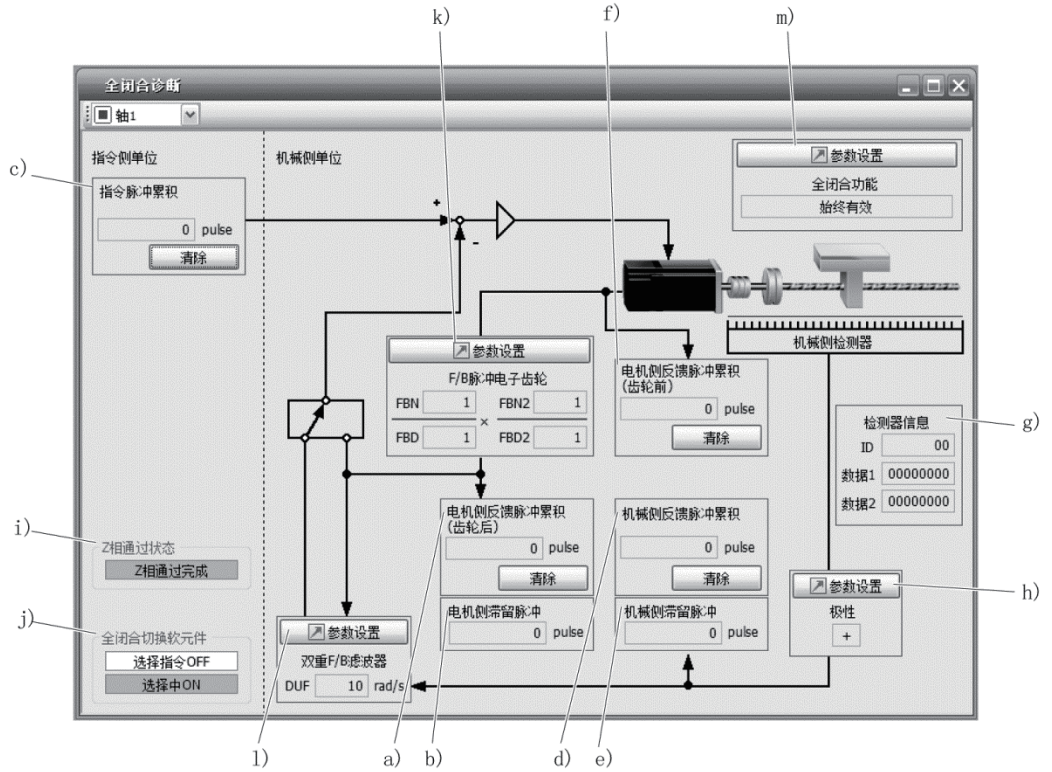 k)
f)
m)
全闭合诊断
轴1
c)
指令侧单位
机械侧单位
参数设置
全闭合功能
始终有效
指令脉冲累积
0 pulse
清除
+
-
机械侧检测器
参数设置
F/B脉冲电子齿轮
FBN 1 FBN2 1
×
FBD 1 FBD2 1
电机侧反馈脉冲累积
(齿轮前)
0 pulse
清除
检测器信息
ID 00
数据1 00000000
数据2 00000000
g)
电机侧反馈脉冲累积
(齿轮后)
0 pulse
清除
机械侧反馈脉冲累积
0 pulse
清除
i)
Z相通过状态
Z相通过完成
电机侧滞留脉冲
0 pulse
机械侧滞留脉冲
0 pulse
参数设置
极性
+
h)
j)
全闭合切换软元件
选择指令OFF
选择中ON
参数设置
双重F/B滤波器
DUF 10 rad/s
l)
a)
b)
d)
e)